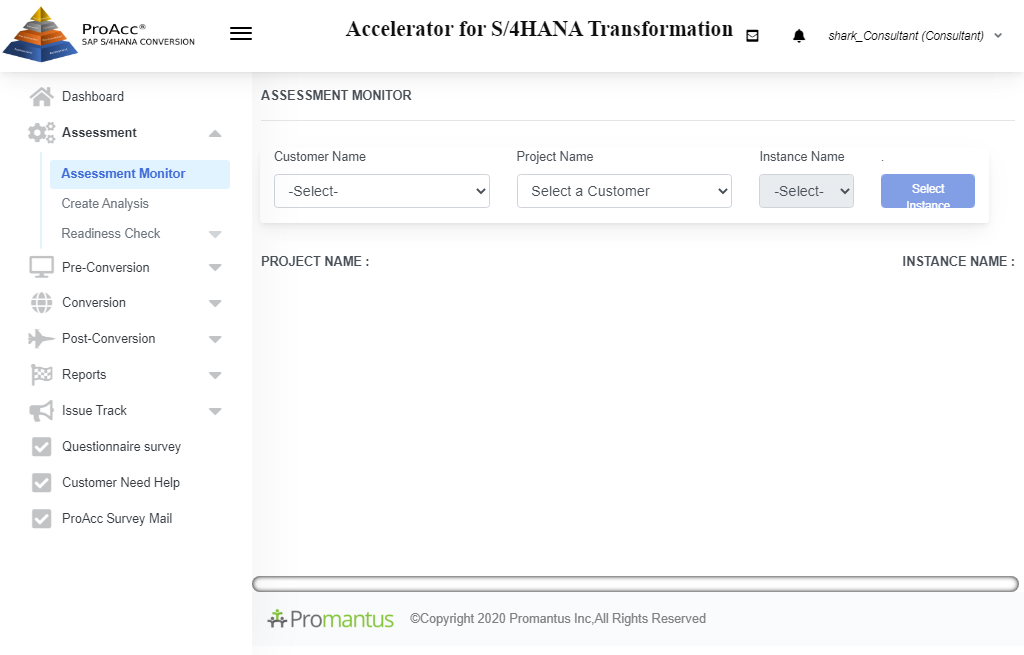 ProAcc®
SAP S/4HANA CONVERSION
Accelerator for S/4HANA Transformation
shark_Consultant (Consultant)
Dashboard
Assessment
Assessment Monitor
Create Analysis
Readiness Check
Pre-Conversion
Conversion
Post-Conversion
Reports
Issue Track
Questionnaire survey
Customer Need Help
ProAcc Survey Mail
ASSESSMENT MONITOR
Customer Name Project Name Instance Name .
-Select- Select a Customer -Select- Select
Instance
PROJECT NAME : INSTANCE NAME :
Promantus ©Copyright 2020 Promantus Inc,All Rights Reserved